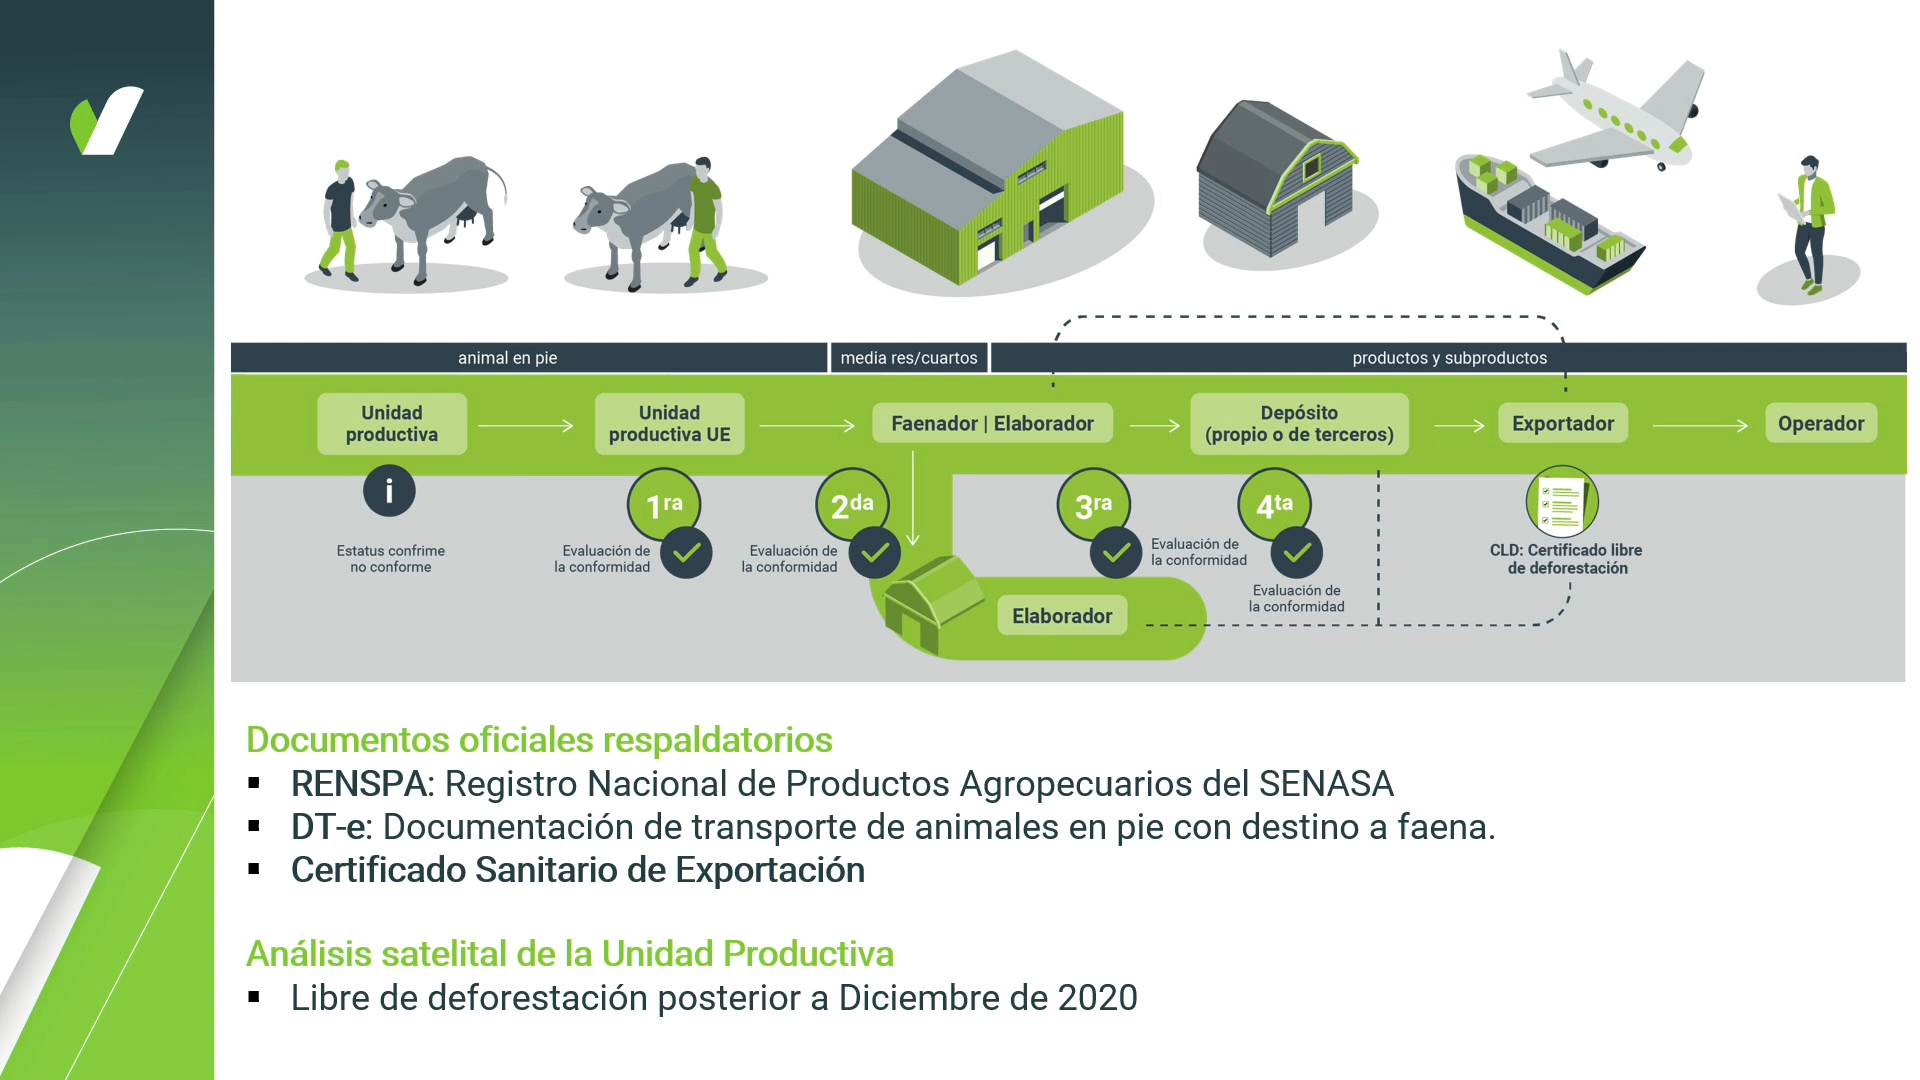 animal en pie
media res/cuartos
productos y subproductos
Unidad
productiva
Unidad
productiva UE
Faenador | Elaborador
Depósito
(propio o de terceros)
Exportador
Operador
i
Estatus confrime
no conforme
1ra
Evaluación de
la conformidad
2da
Evaluación de
la conformidad
3ra
Evaluación de
la conformidad
4ta
Evaluación de
la conformidad
CLD: Certificado libre
de deforestación
Elaborador
Documentos oficiales respaldatorios
▪ RENSPA: Registro Nacional de Productos Agropecuarios del SENASA
▪ DT-e: Documentación de transporte de animales en pie con destino a faena.
▪ Certificado Sanitario de Exportación
Análisis satelital de la Unidad Productiva
▪ Libre de deforestación posterior a Diciembre de 2020